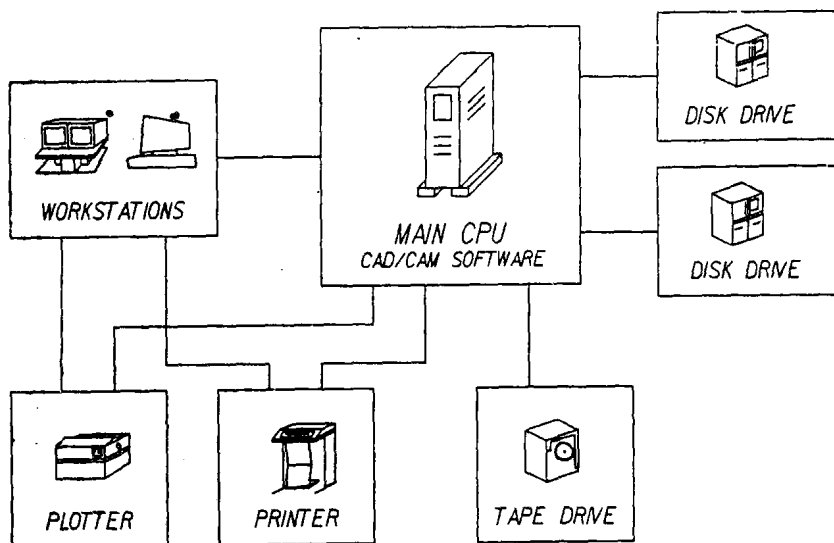 DISK DRIVE
WORKSTATIONS
MAIN CPU
CAD/CAM SOFTWARE
DISK DRIVE
PLOTTER
PRINTER
TAPE DRIVE